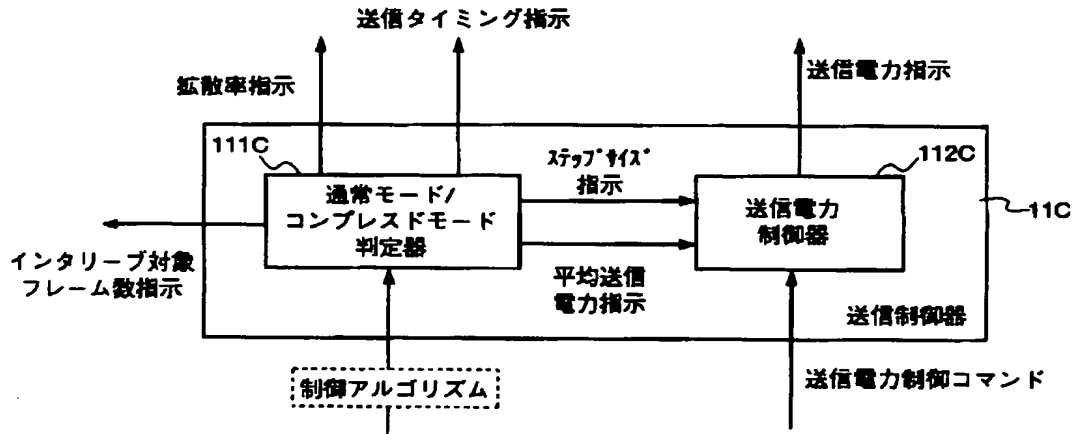 送信タイミング指示
拡散率指示
送信電力指示
111C
ｽﾃｯﾌﾟｻｲｽﾞ
指示
112C
通常モード/
コンプレスドモード
判定器
送信電力
制御器
11C
インタリーブ対象
フレーム数指示
平均送信
電力指示
送信制御器
制御アルゴリズム
送信電力制御コマンド